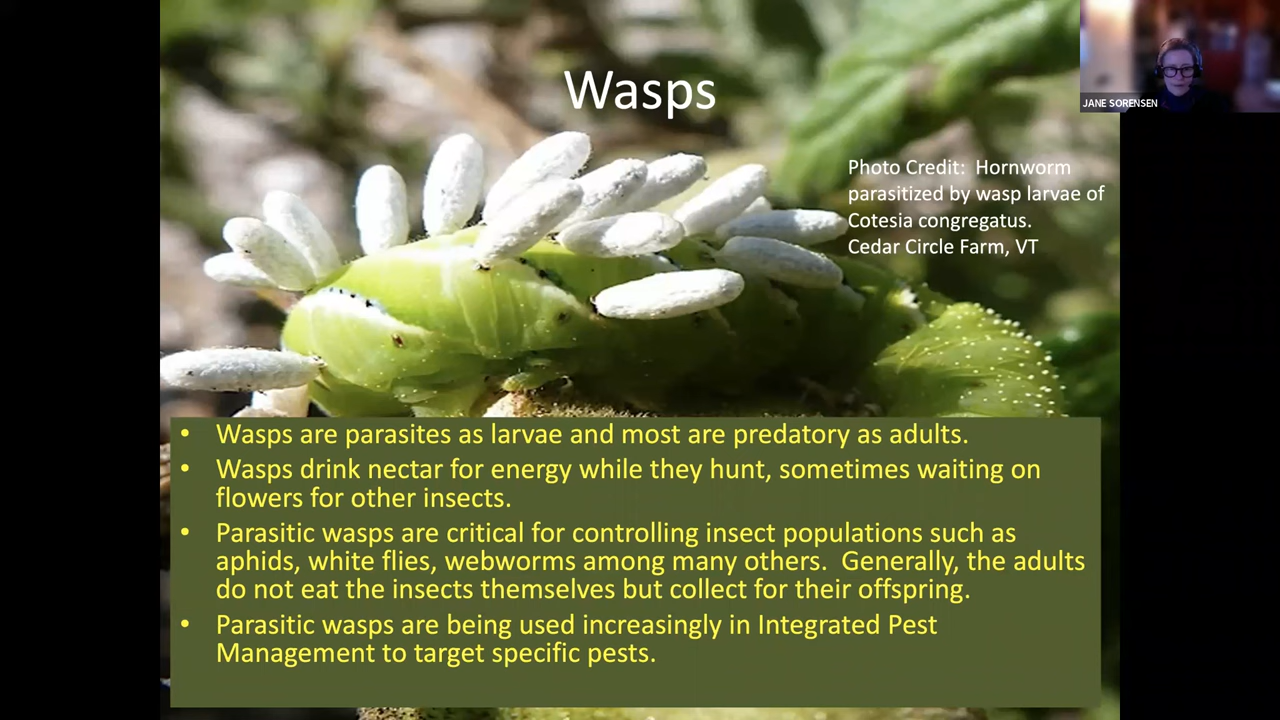 Wasps
JANE SORENSEN
Photo Credit:  Hornworm
parasitized by wasp larvae of
Cotesia congregatus.
Cedar Circle Farm, VT
• Wasps are parasites as larvae and most are predatory as adults.
• Wasps drink nectar for energy while they hunt, sometimes waiting on
flowers for other insects.
• Parasitic wasps are critical for controlling insect populations such as
aphids, white flies, webworms among many others.  Generally, the adults
do not eat the insects themselves but collect for their offspring.
• Parasitic wasps are being used increasingly in Integrated Pest
Management to target specific pests.